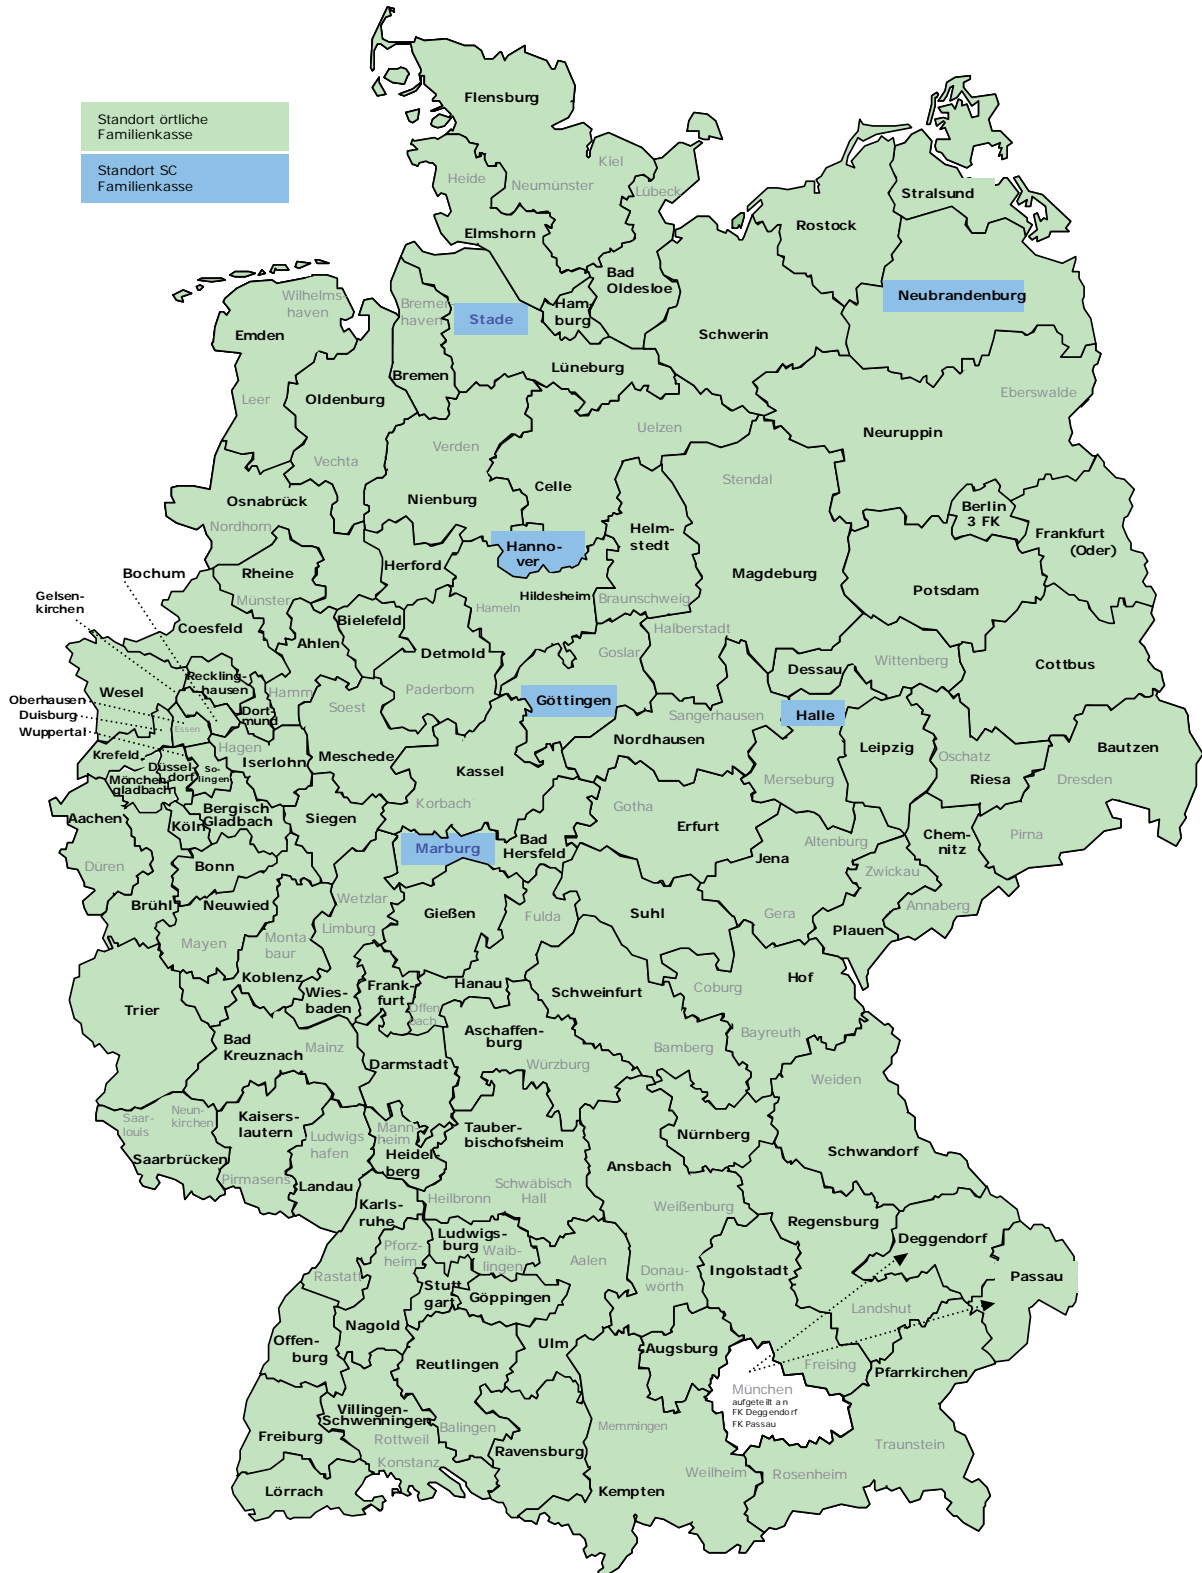 Flensburg
Standort örtliche
Familienkasse
Standort SC
Familienkasse
Kiel
Heide
Neumünster
Lübeck
Stralsund
Rostock
Elmshorn
Bad
Oldesloe
Neubrandenburg
Wilhelms-
haven
Bremer
haven
Ham-
burg
Stade
Emden
Schwerin
Lüneburg
Bremen
Leer
Oldenburg
Eberswalde
Uelzen
Neuruppin
Verden
Vechta
Stendal
Osnabrück
Nienburg
Celle
Nordhorn
Helm-
stedt
Berlin
3 FK
Frankfurt
(Oder)
Hanno-
ver
Herford
Bochum
Rheine
Magdeburg
Potsdam
Gelsen-
kirchen
Münster
Hameln
Hildesheim
Braunschweig
Coesfeld
Bielefeld
Ahlen
Halberstadt
Detmold
Goslar
Dessau
Wittenberg
Cottbus
Reckling-
hausen
Wesel
Hamm
Paderborn
Soest
Oberhausen
Duisburg
Wuppertal
Dort-
mund
Essen
Göttingen
Sangerhausen
Halle
Nordhausen
Leipzig
Bautzen
Krefeld
Hagen
Iserlohn
Meschede
Kassel
Oschatz
Düssel-
dorf
So-
lingen
Mönchen
gladbach
Merseburg
Riesa
Dresden
Aachen
Köln
Bergisch
Gladbach
Siegen
Korbach
Gotha
Erfurt
Chem-
nitz
Pirna
Altenburg
Marburg
Bad
Hersfeld
Jena
Düren
Bonn
Zwickau
Brühl
Neuwied
Wetzlar
Gießen
Fulda
Suhl
Gera
Annaberg
Limburg
Plauen
Mayen
Monta-
baur
Koblenz
Hof
Wies-
baden
Frank-
furt
Hanau
Schweinfurt
Coburg
Trier
Offen
bach
Bad
Kreuznach
Mainz
Aschaffen-
burg
Bayreuth
Bamberg
Darmstadt
Würzburg
Weiden
Saar-
louis
Neun-
kirchen
Kaisers-
lautern
Mann-
heim
Tauber-
bischofsheim
Nürnberg
Ludwigs
hafen
Heidel-
berg
Saarbrücken
Schwandorf
Ansbach
Pirmasens
Landau
Heilbronn
Schwäbisch
Hall
Weißenburg
Karls-
ruhe
Regensburg
Ludwigs-
burg
Deggendorf
Pforz-
heim
Waib-
lingen
Aalen
Rastatt
Donau-
wörth
Ingolstadt
Passau
Stutt
gart
Göppingen
Landshut
Nagold
Offen-
burg
Ulm
Augsburg
Reutlingen
Freising
Pfarrkirchen
München
aufgeteilt an
FK Deggendorf
FK Passau
Villingen-
Schwenningen
Balingen
Memmingen
Freiburg
Rottweil
Ravensburg
Traunstein
Konstanz
Weilheim
Rosenheim
Lörrach
Kempten